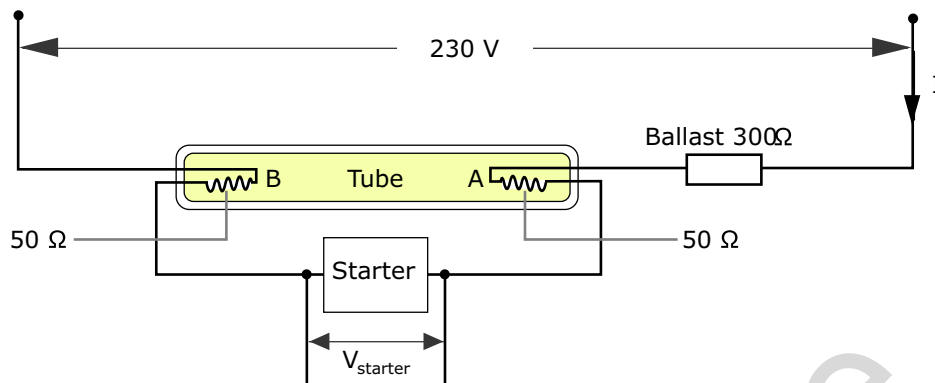 230 V
Ballast 300Ω
B Tube A
50 Ω 50 Ω
Starter
Vstarter